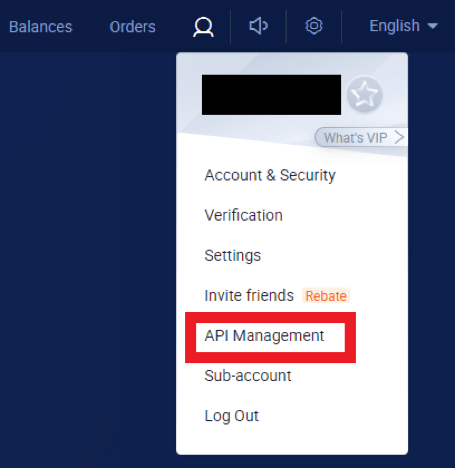 Balances Orders English
What's VIP
Account & Security
Verification
Settings
Invite friends Rebate
API Management
Sub-account
Log Out